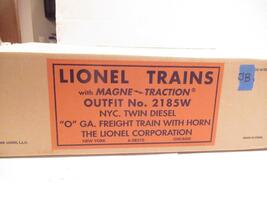 LIONEL TRAINS
with MAGNE-TRACTION®
OUTFIT No. 2185W
NYC. TWIN DIESEL
"O" GA. FREIGHT TRAIN WITH HORN
THE LIONEL CORPORATION
NEW YORK CHICAGO